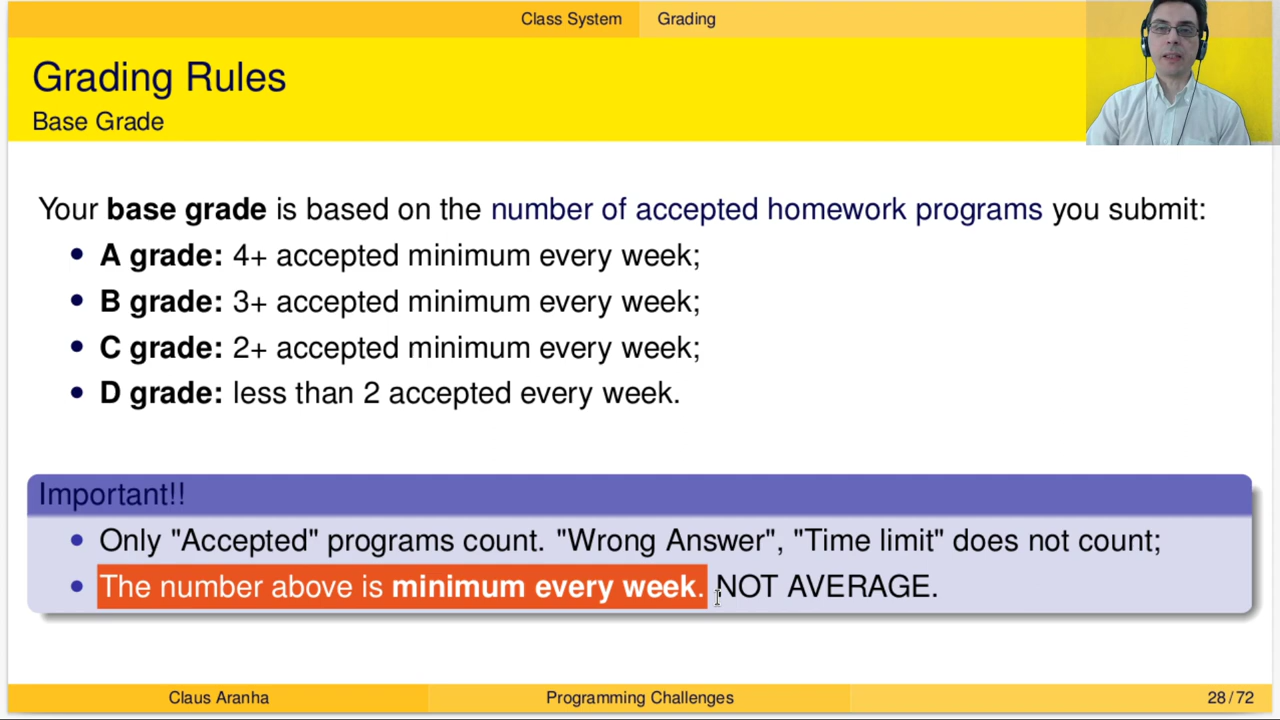 Class System Grading
Grading Rules
Base Grade
Your base grade is based on the number of accepted homework programs you submit:
• A grade: 4+ accepted minimum every week;
• B grade: 3+ accepted minimum every week;
• C grade: 2+ accepted minimum every week;
• D grade: less than 2 accepted every week.
Important!!
• Only "Accepted" programs count. "Wrong Answer", "Time limit" does not count;
• The number above is minimum every week. NOT AVERAGE.
Claus Aranha Programming Challenges 28 / 72